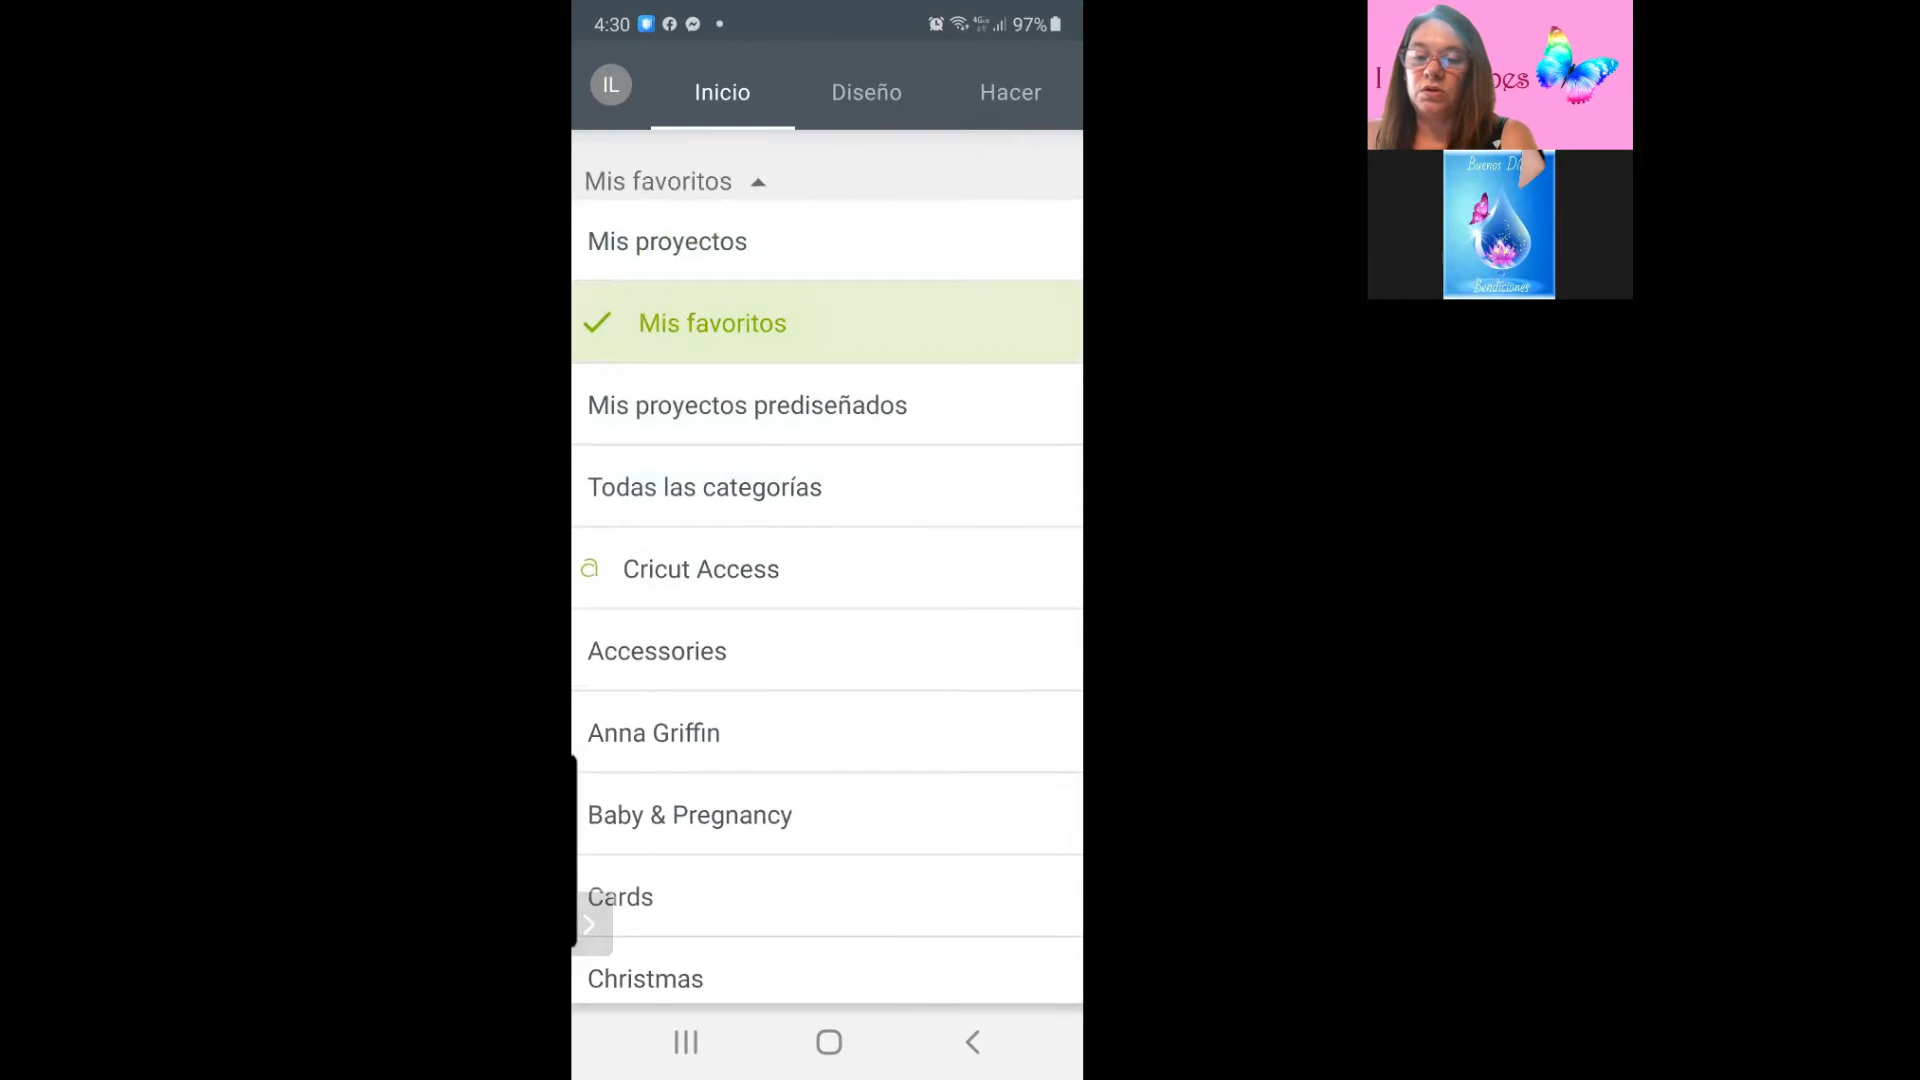 4:30
97%
IL
Inicio
Diseño
Hacer
Mis favoritos
Mis proyectos
Mis favoritos
Mis proyectos prediseñados
Todas las categorías
a Cricut Access
Accessories
Anna Griffin
Baby & Pregnancy
Cards
Christmas
I
Buenos
Bendiciones